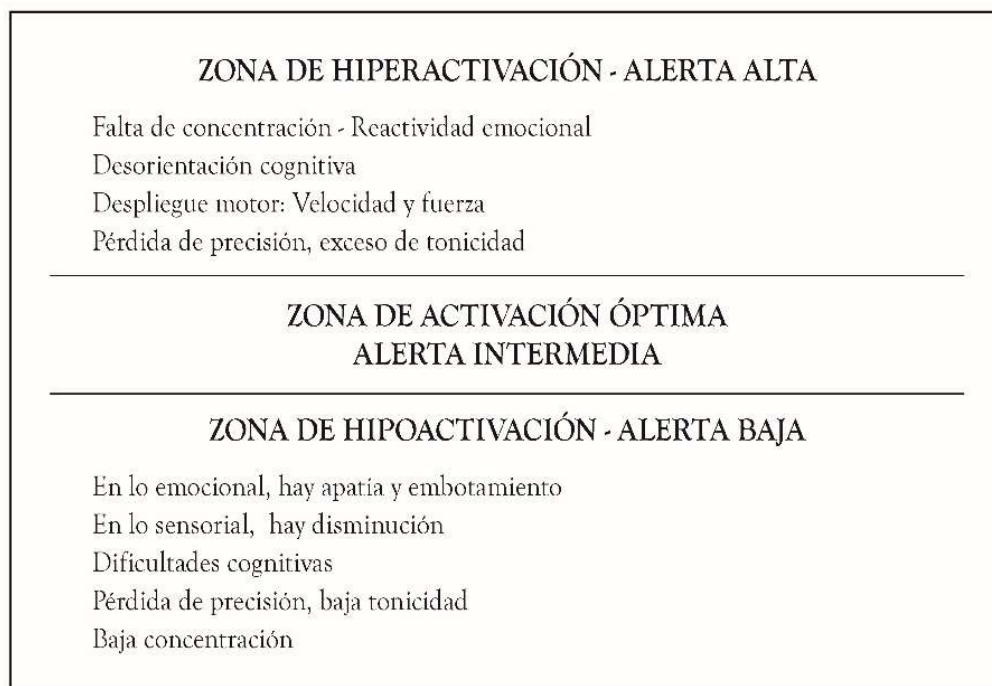 ZONA DE HIPERACTIVACIÓN - ALERTA ALTA
Falta de concentración - Reactividad emocional
Desorientación cognitiva
Despliegue motor: Velocidad y fuerza
Pérdida de precisión, exceso de tonicidad
ZONA DE ACTIVACIÓN ÓPTIMA
ALERTA INTERMEDIA
ZONA DE HIPOACTIVACIÓN - ALERTA BAJA
En lo emocional, hay apatía y embotamiento
En lo sensorial, hay disminución
Dificultades cognitivas
Pérdida de precisión, baja tonicidad
Baja concentración